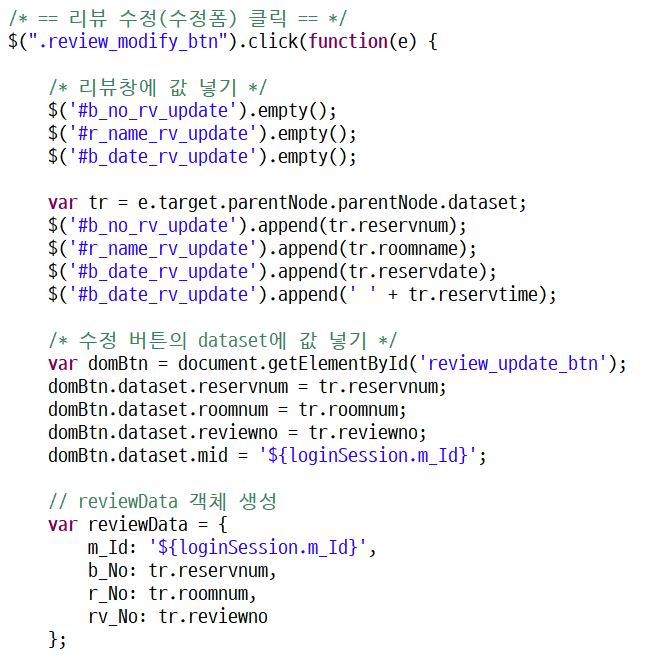 /* == 리뷰 수정(수정폼) 클릭 == */
$(".review_modify_btn").click(function(e) {
/* 리뷰창에 값 넣기 */
$('#b_no_rv_update').empty();
$('#r_name_rv_update').empty();
$('#b_date_rv_update').empty();
var tr = e.target.parentNode.parentNode.dataset;
$('#b_no_rv_update').append(tr.reservnum);
$('#r_name_rv_update').append(tr.roomname);
$('#b_date_rv_update').append(tr.reservdate);
$('#b_date_rv_update').append(' ' + tr.reservtime);
/* 수정 버튼의 dataset에 값 넣기 */
var domBtn = document.getElementById('review_update_btn');
domBtn.dataset.reservnum = tr.reservnum;
domBtn.dataset.roomnum = tr.roomnum;
domBtn.dataset.reviewno = tr.reviewno;
domBtn.dataset.mid = '${loginSession.m_Id}';
// reviewData 객체 생성
var reviewData = {
m_Id: '${loginSession.m_Id}',
b_No: tr.reservnum,
r_No: tr.roomnum,
rv_No: tr.reviewno
};